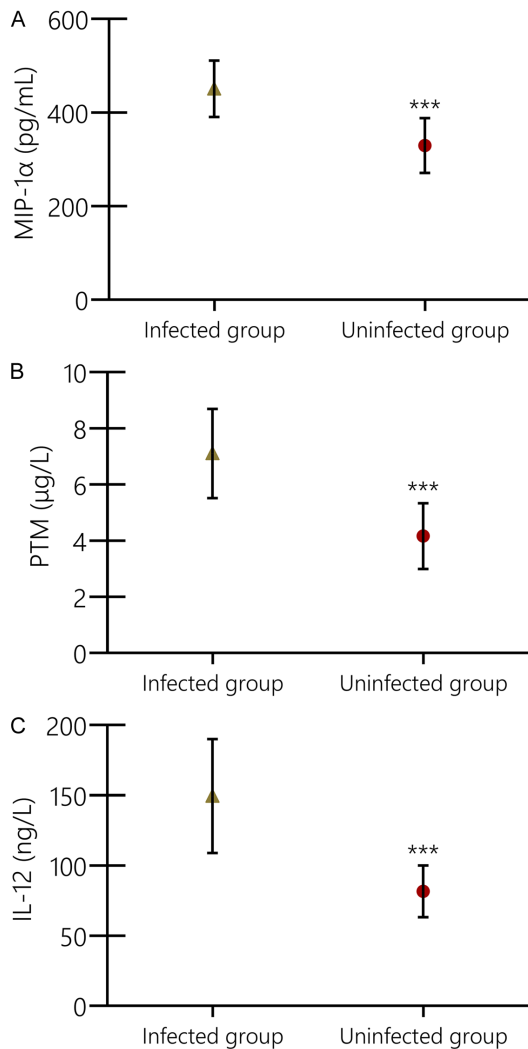 A
MIP-1α (pg/mL)
600
400
200
0
***
Infected group
Uninfected group
B
PTM (µg/L)
10
8
6
4
2
0
***
Infected group
Uninfected group
C
IL-12 (ng/L)
200
150
100
50
0
***
Infected group
Uninfected group